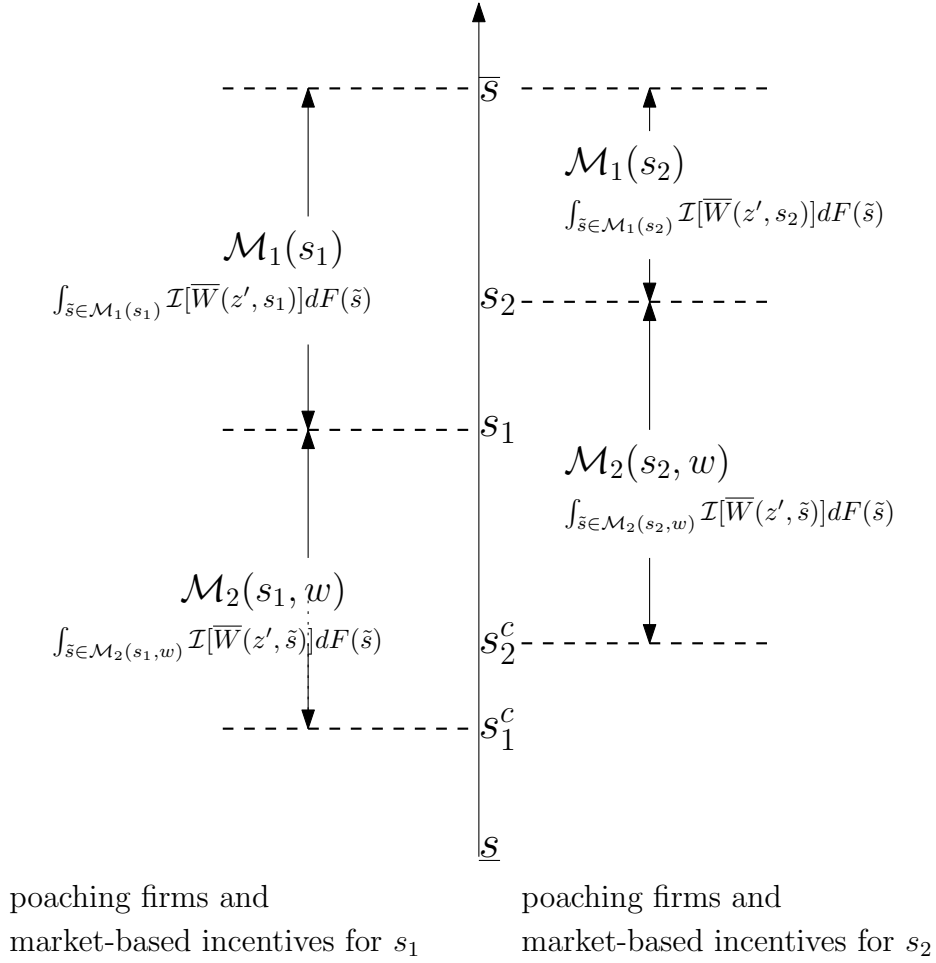 s̅
ℳ₁(s₂)
∫_{s̃∈ℳ₁(s₂)} ℐ[W̅(z′, s₂)]dF(s̃)
ℳ₁(s₁)
∫_{s̃∈ℳ₁(s₁)} ℐ[W̅(z′, s₁)]dF(s̃)
s₂
s₁
ℳ₂(s₂, w)
∫_{s̃∈ℳ₂(s₂,w)} ℐ[W̅(z′, s̃)]dF(s̃)
ℳ₂(s₁, w)
∫_{s̃∈ℳ₂(s₁,w)} ℐ[W̅(z′, s̃)]dF(s̃)
s₂ᶜ
s₁ᶜ
s̲
poaching firms and
market-based incentives for s₁
poaching firms and
market-based incentives for s₂